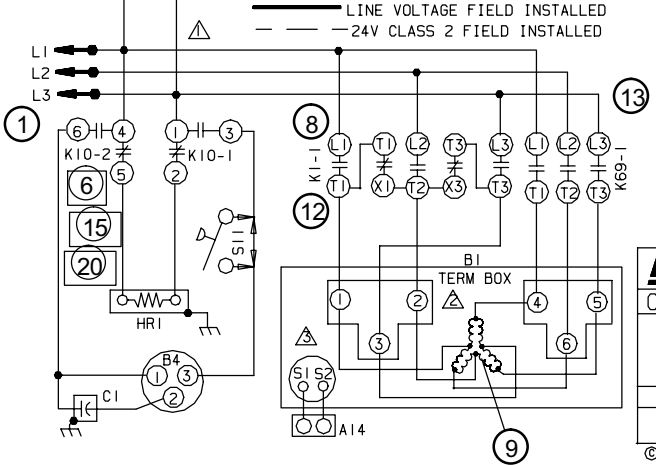 LINE VOLTAGE FIELD INSTALLED
24V CLASS 2 FIELD INSTALLED
1
L1
L2
L3
1
8
13
6 4 1 3
L1 T1 L2 T3 L3 L1 L2 L3
K10-2 K10-1
K1-1
K69-1
5 2
T1 X1 T2 X3 T3 T1 T2 T3
6
12
15
S11
20
B1
TERM BOX
1 2 2 4 5
HR1
3
3 6
B4
1 3
2
S1 S2
C1
A14
9
C
©